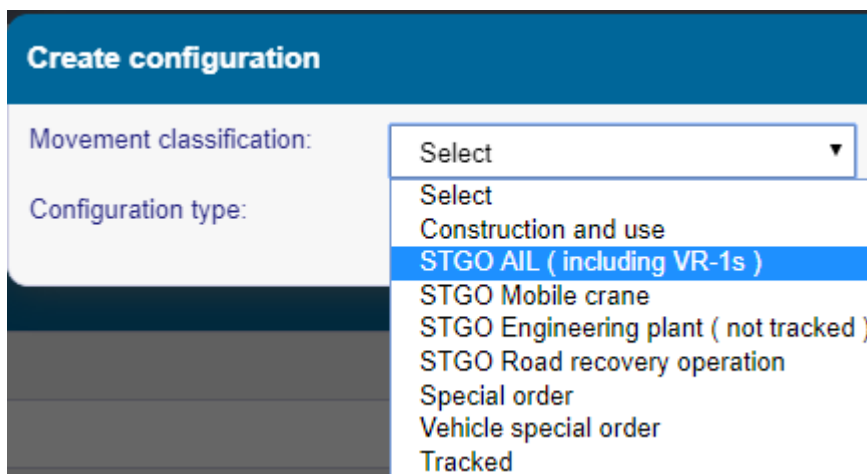 Create configuration
Movement classification:
Select
Configuration type:
Select
Construction and use
STGO AIL ( including VR-1s )
STGO Mobile crane
STGO Engineering plant ( not tracked )
STGO Road recovery operation
Special order
Vehicle special order
Tracked